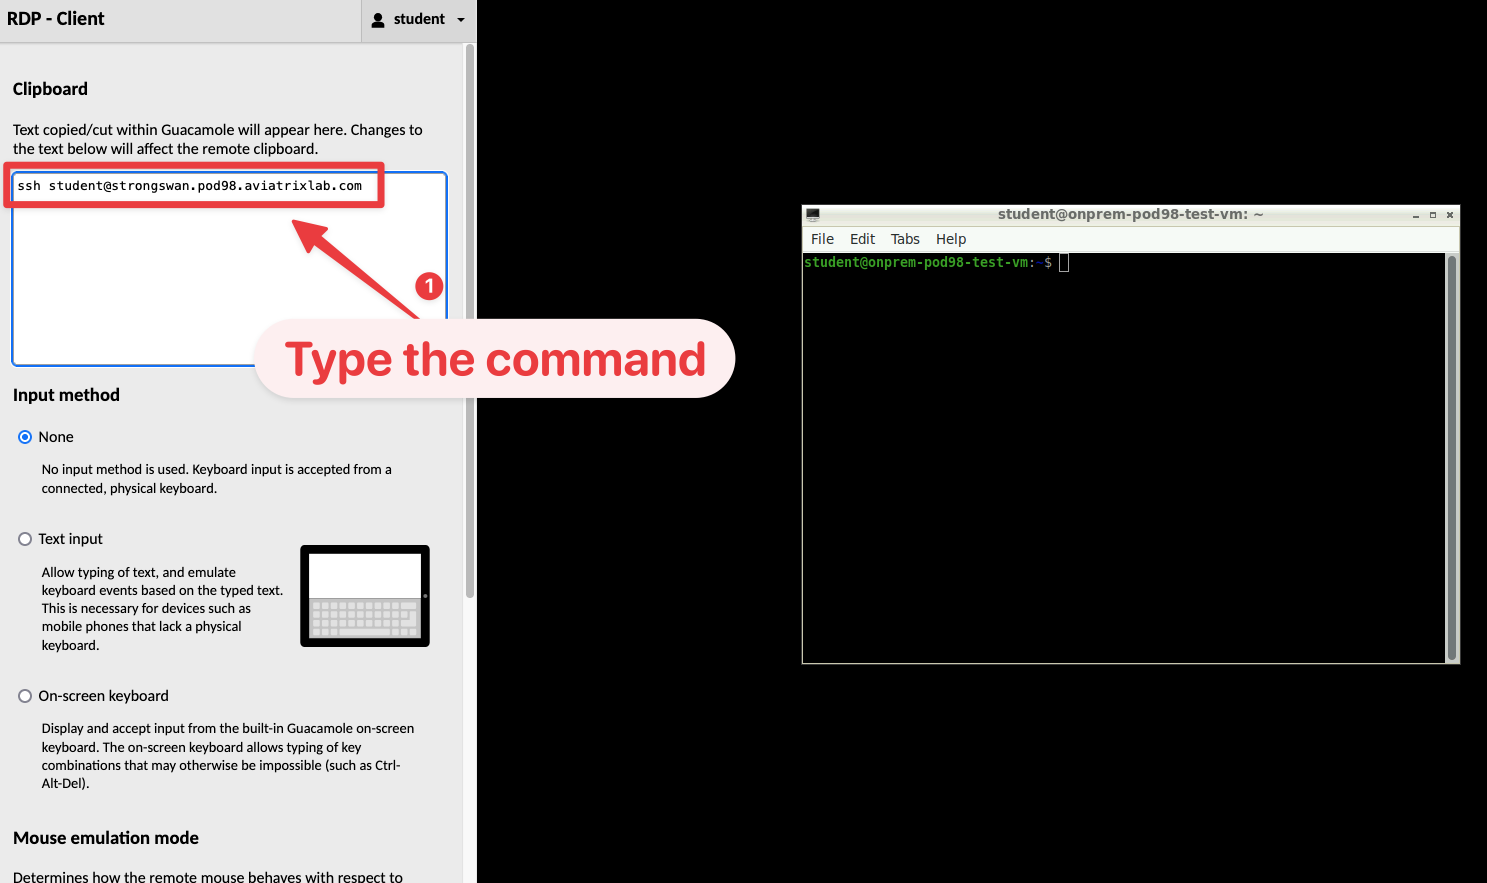 RDP - Client
student
Clipboard
Text copied/cut within Guacamole will appear here. Changes to
the text below will affect the remote clipboard.
ssh student@strongswan.pod98.aviatrixlab.com
1
Type the command
Input method
None
No input method is used. Keyboard input is accepted from a
connected, physical keyboard.
Text input
Allow typing of text, and emulate
keyboard events based on the typed text.
This is necessary for devices such as
mobile phones that lack a physical
keyboard.
On-screen keyboard
Display and accept input from the built-in Guacamole on-screen
keyboard. The on-screen keyboard allows typing of key
combinations that may otherwise be impossible (such as Ctrl-
Alt-Del).
Mouse emulation mode
Determines how the remote mouse behaves with respect to
student@onprem-pod98-test-vm: ~
File Edit Tabs Help
student@onprem-pod98-test-vm:~$